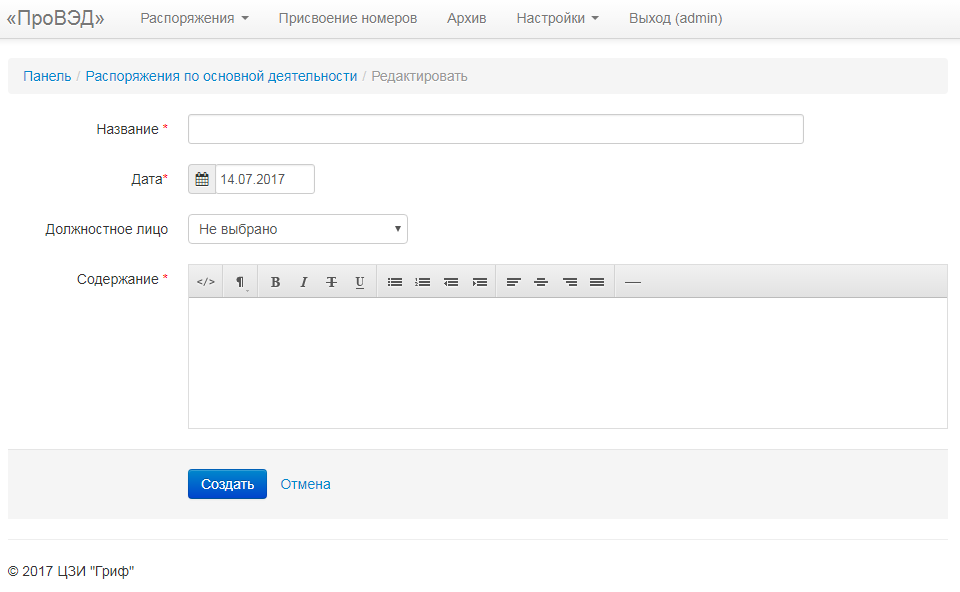 «ПроВЭД» Распоряжения Присвоение номеров Архив Настройки Выход (admin)
Панель / Распоряжения по основной деятельности / Редактировать
Название *
Дата* 14.07.2017
Должностное лицо Не выбрано
Содержание * </> ¶ B I T U
Создать Отмена
© 2017 ЦЗИ "Гриф"